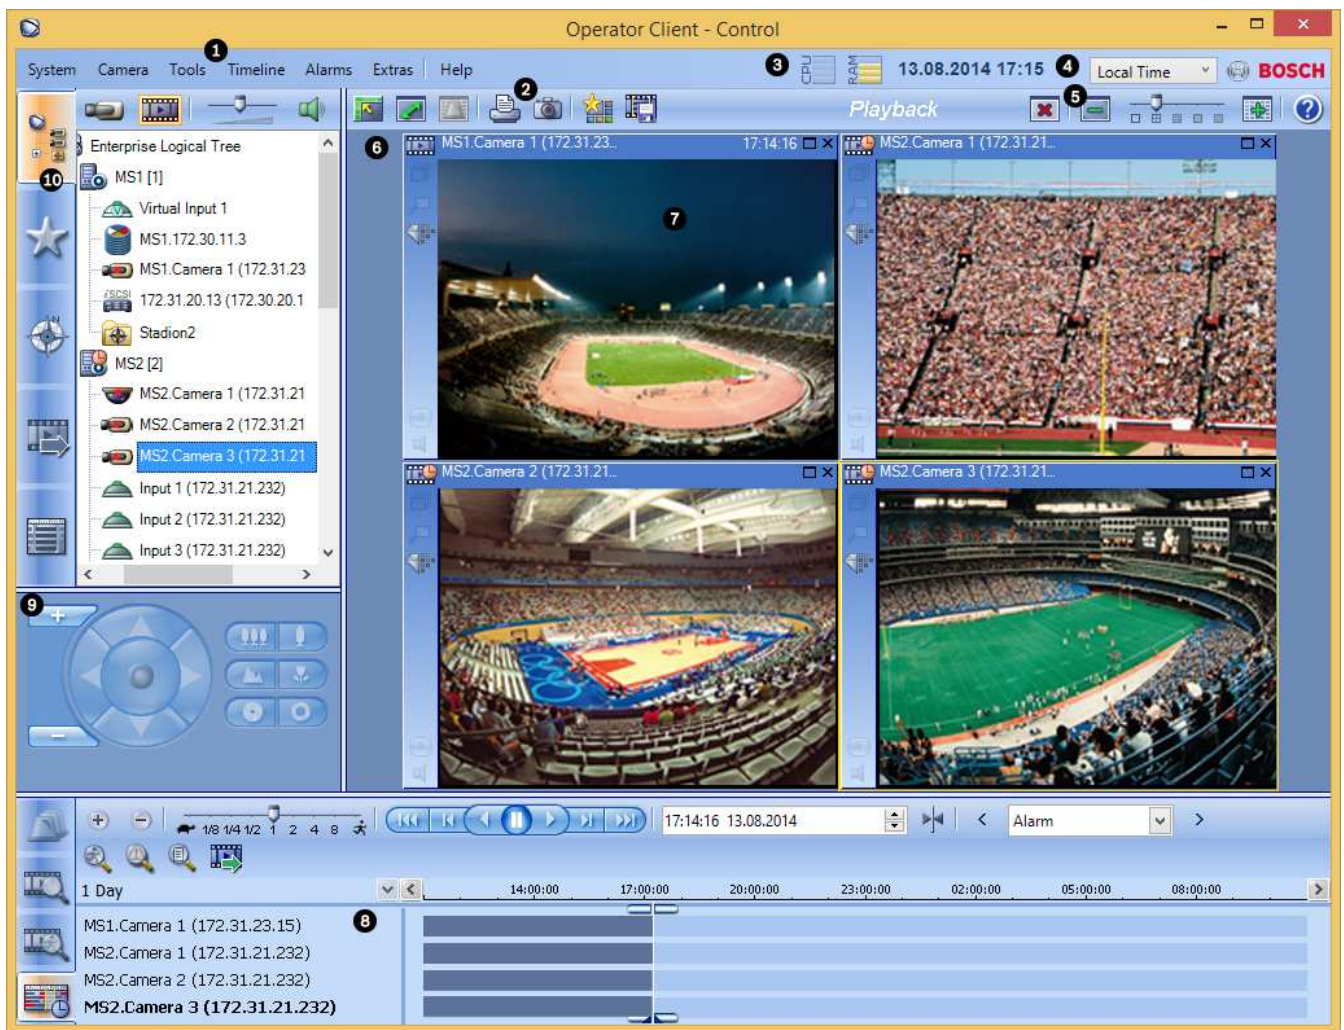 Operator Client - Control
1
System Camera Tools Timeline Alarms Extras Help
3
CPU
RAM
13.08.2014 17:15
4
Local Time
BOSCH
2
Playback
5
Enterprise Logical Tree
10
MS1 [1]
Virtual Input 1
MS1.172.30.11.3
MS1.Camera 1 (172.31.23
iSCSI
172.31.20.13 (172.30.20.1
Stadion2
MS2 [2]
MS2.Camera 1 (172.31.21
MS2.Camera 2 (172.31.21
MS2.Camera 3 (172.31.21
Input 1 (172.31.21.232)
Input 2 (172.31.21.232)
Input 3 (172.31.21.232)
N
6
MS1.Camera 1 (172.31.23...
17:14:16
MS2.Camera 1 (172.31.21...
7
MS2.Camera 2 (172.31.21...
MS2.Camera 3 (172.31.21...
9
1/8 1/4 1/2 1 2 4 8
17:14:16 13.08.2014
Alarm
1 Day
14:00:00 17:00:00 20:00:00 23:00:00 02:00:00 05:00:00 08:00:00
8
MS1.Camera 1 (172.31.23.15)
MS2.Camera 1 (172.31.21.232)
MS2.Camera 2 (172.31.21.232)
MS2.Camera 3 (172.31.21.232)